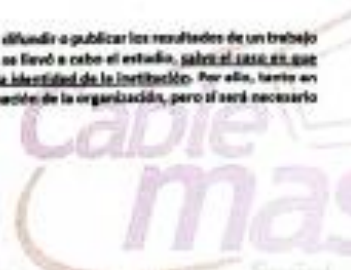 difundir o publicar los resultados de un trabajo
se llevó a cabo el estudio, salvo el caso en que
a identidad de la institución. Por ello, tanto en
nación de la organización, pero sí será necesario
Cable
mas